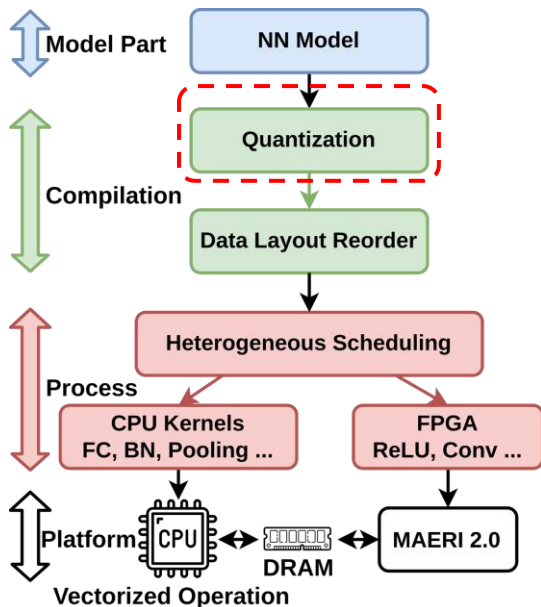 Model Part
NN Model
Quantization
Compilation
Data Layout Reorder
Heterogeneous Scheduling
Process
CPU Kernels
FC, BN, Pooling ...
FPGA
ReLU, Conv ...
Platform
CPU
DRAM
MAERI 2.0
Vectorized Operation